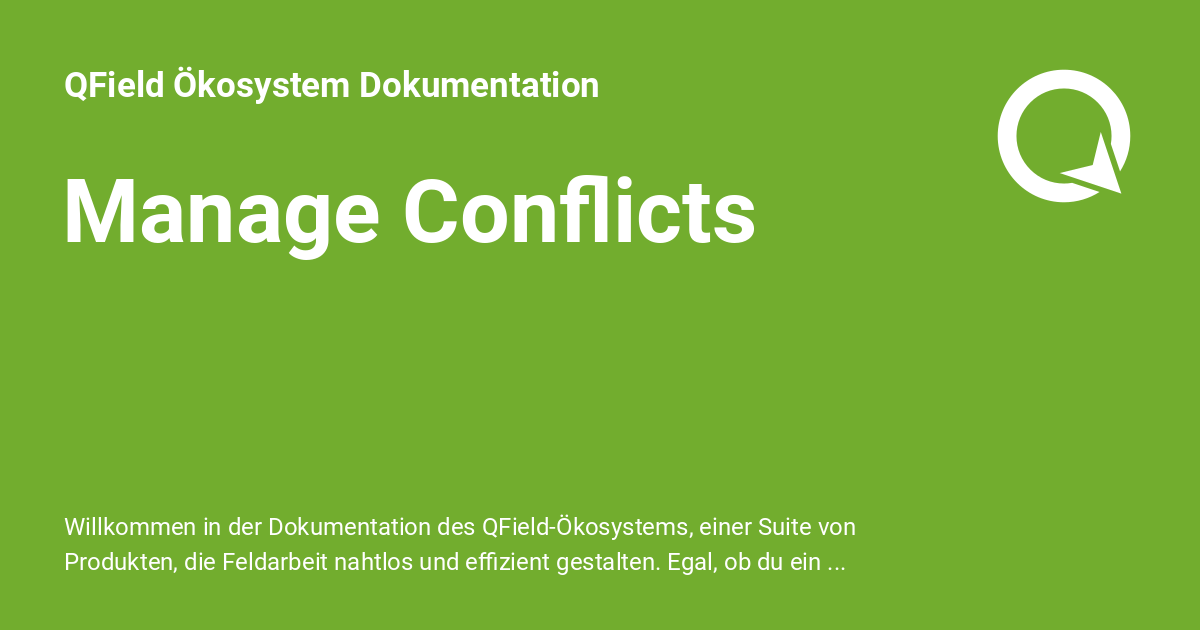 QField Ökosystem Dokumentation
Manage Conflicts
Willkommen in der Dokumentation des QField-Ökosystems, einer Suite von
Produkten, die Feldarbeit nahtlos und effizient gestalten. Egal, ob du ein ...